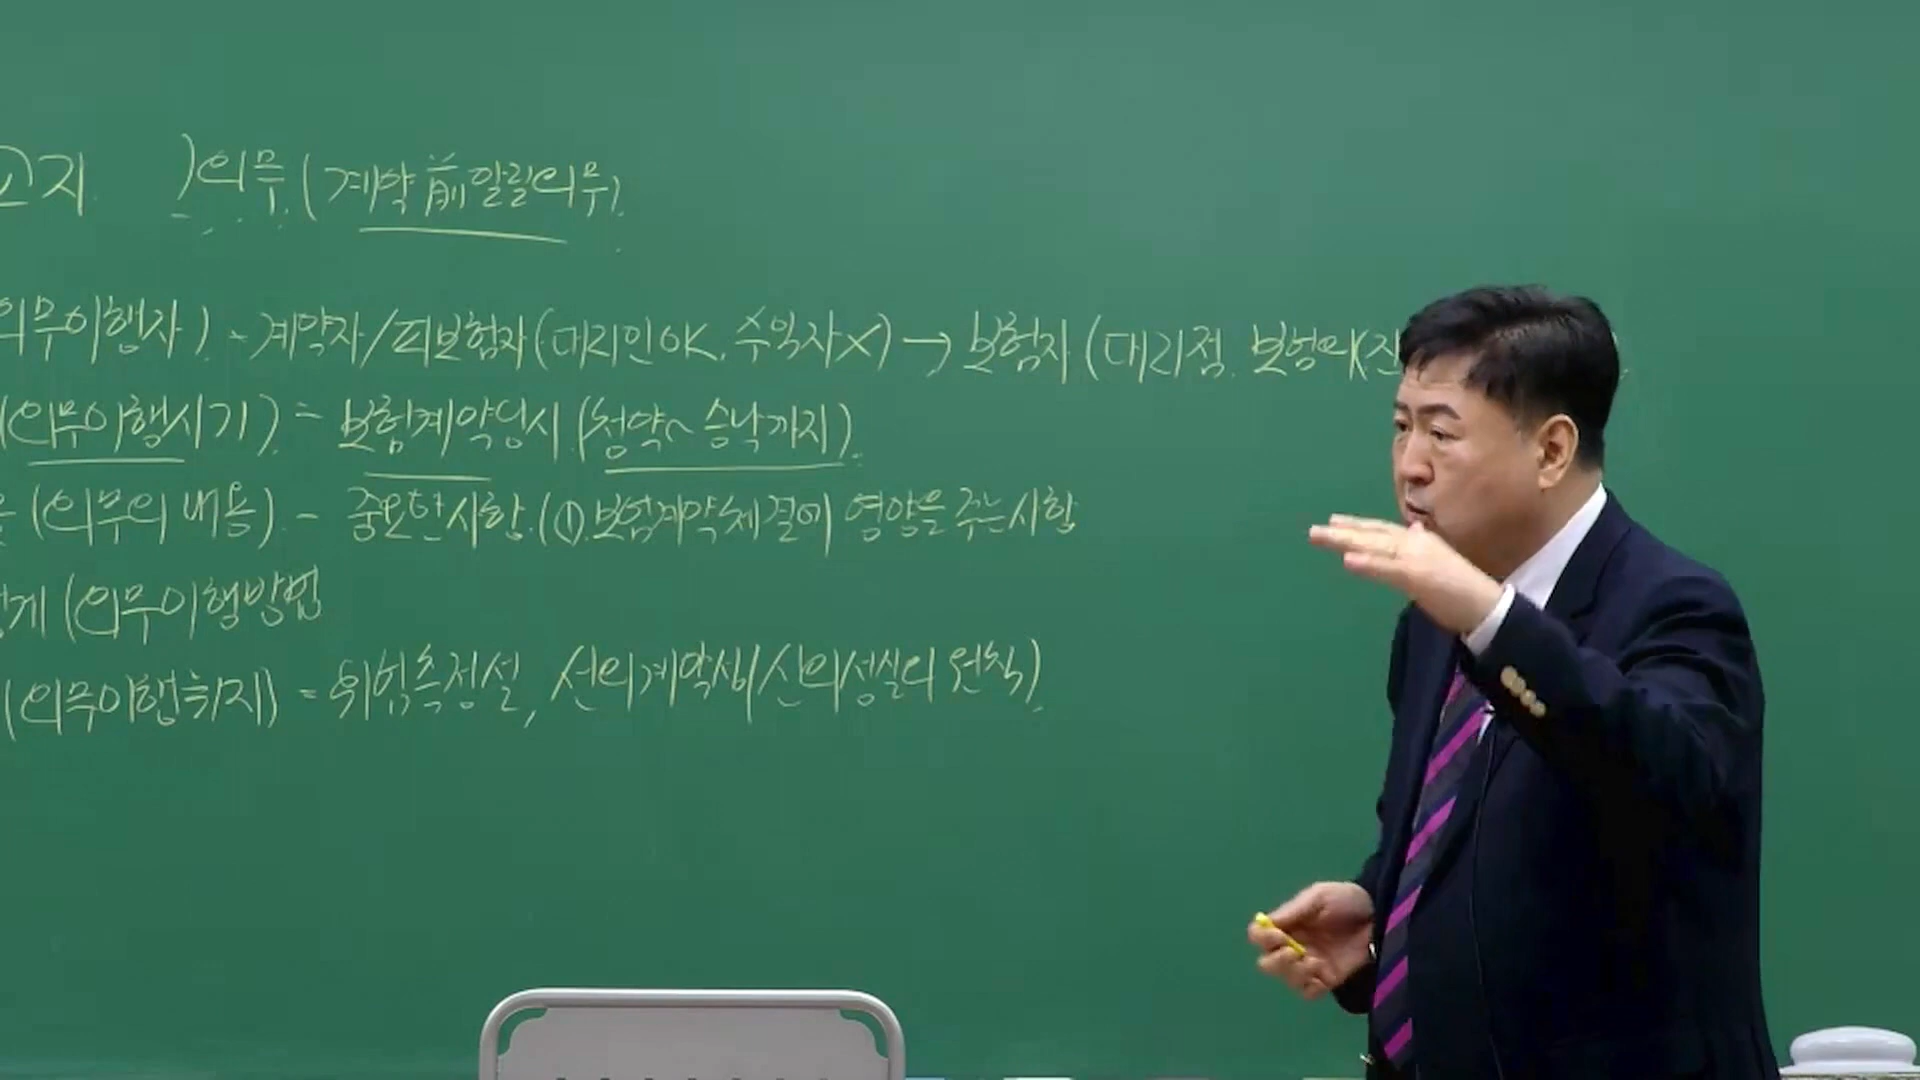 고지 )의무(계약前알릴의무)
의무이행자) - 계약자/피보험자(대리인OK, 수익자X) → 보험자(대리점. 보험
(의무이행시기) = 보험계약당시(청약~승낙까지).
(의무의 내용) - 중요한사항.(①.보험계약체결에 영향을 주는사항
게 (의무이행방법
(의무이행취지) = 위험측정설, 선의계약성/신의성실의 원칙)